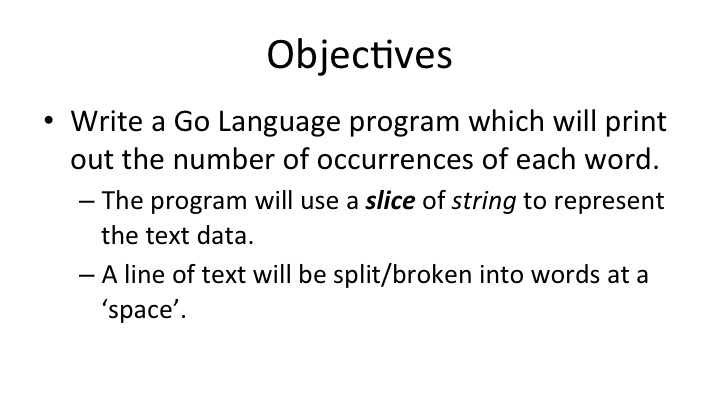 Objectives
• Write a Go Language program which will print
out the number of occurrences of each word.
– The program will use a slice of string to represent
the text data.
– A line of text will be split/broken into words at a
‘space’.